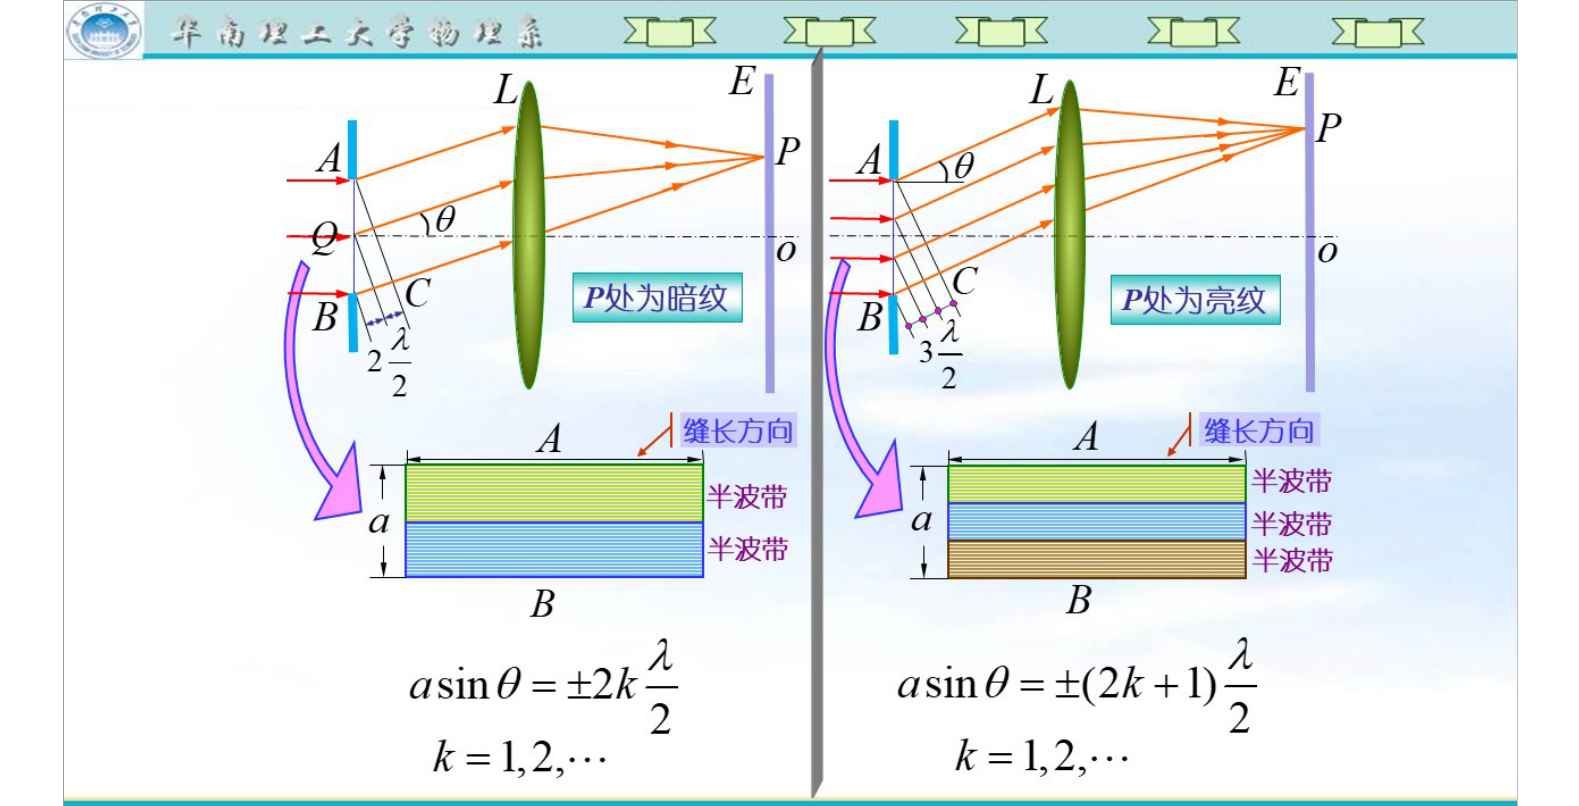 华南理工大学物理系
L
E
A
P
Q
θ
o
B
C
P处为暗纹
2 λ/2
缝长方向
A
a
半波带
半波带
B
a sin θ = ±2k λ/2
k = 1, 2, ⋯
L
E
A
θ
P
o
B
C
P处为亮纹
3 λ/2
缝长方向
A
a
半波带
半波带
半波带
B
a sin θ = ±(2k + 1) λ/2
k = 1, 2, ⋯